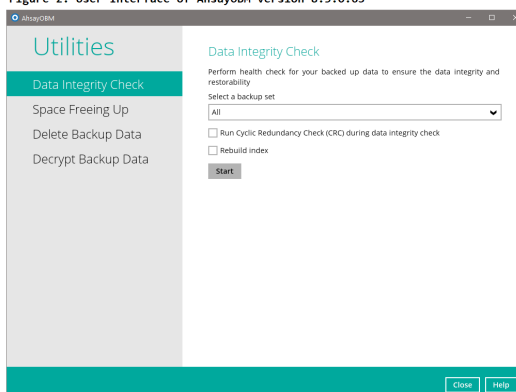 Figure 2: User Interface of AhsayOBM version 8.5.0.65
AhsayOBM
Utilities
Data Integrity Check
Space Freeing Up
Delete Backup Data
Decrypt Backup Data
Data Integrity Check
Perform health check for your backed up data to ensure the data integrity and
restorability
Select a backup set
All
Run Cyclic Redundancy Check (CRC) during data integrity check
Rebuild index
Start
Close
Help